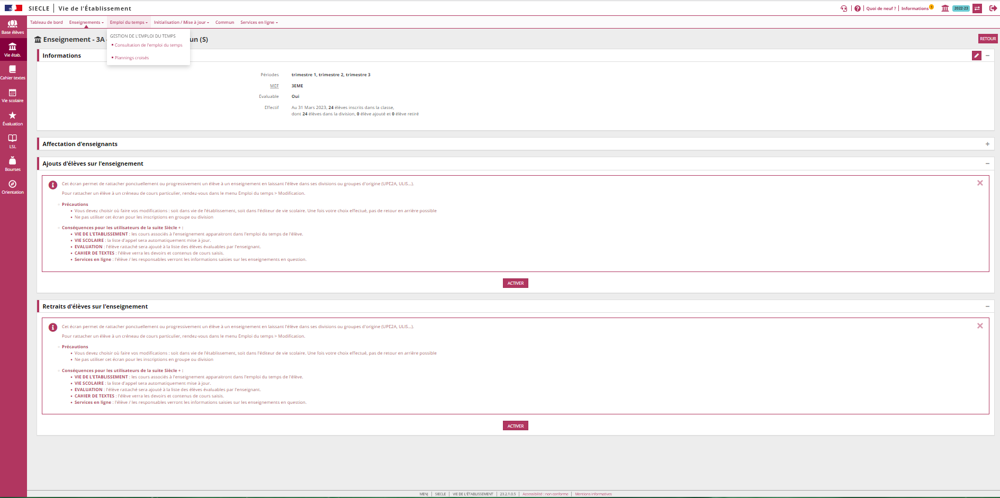 SIECLE | Vie de l'Établissement
Quoi de neuf ? | Informations 1 2022-23
Tableau de bord Enseignements Emploi du temps Initialisation / Mise à jour Commun Services en ligne
Base élèves
Vie étab.
Cahier textes
Vie scolaire
Évaluation
LSL
Bourses
Orientation
GESTION DE L'EMPLOI DU TEMPS
Consultation de l'emploi du temps
Plannings croisés
Enseignement - 3A - un (S)
RETOUR
Informations
Périodes trimestre 1, trimestre 2, trimestre 3
MEF 3EME
Evaluable Oui
Effectif Au 31 Mars 2023, 24 élèves inscrits dans la classe,
dont 24 élèves dans la division, 0 élève ajouté et 0 élève retiré
Affectation d'enseignants
Ajouts d'élèves sur l'enseignement
Cet écran permet de rattacher ponctuellement ou progressivement un élève à un enseignement en laissant l'élève dans ses divisions ou groupes d'origine (UPE2A, ULIS...).
Pour rattacher un élève à un créneau de cours particulier, rendez-vous dans le menu Emploi du temps > Modification.
Précautions
• Vous devez choisir où faire vos modifications : soit dans vie de l'établissement, soit dans l'éditeur de vie scolaire. Une fois votre choix effectué, pas de retour en arrière possible
• Ne pas utiliser cet écran pour les inscriptions en groupe ou division
Conséquences pour les utilisateurs de la suite Siècle + :
• VIE DE L'ETABLISSEMENT : les cours associés à l'enseignement apparaitront dans l'emploi du temps de l'élève.
• VIE SCOLAIRE : la liste d'appel sera automatiquement mise à jour.
• EVALUATION : l'élève rattaché sera ajouté à la liste des élèves évaluables par l'enseignant.
• CAHIER DE TEXTES : l'élève verra les devoirs et contenus de cours saisis.
• Services en ligne : l'élève / les responsables verront les informations saisies sur les enseignements en question.
ACTIVER
Retraits d'élèves sur l'enseignement
Cet écran permet de rattacher ponctuellement ou progressivement un élève à un enseignement en laissant l'élève dans ses divisions ou groupes d'origine (UPE2A, ULIS...).
Pour rattacher un élève à un créneau de cours particulier, rendez-vous dans le menu Emploi du temps > Modification.
Précautions
• Vous devez choisir où faire vos modifications : soit dans vie de l'établissement, soit dans l'éditeur de vie scolaire. Une fois votre choix effectué, pas de retour en arrière possible
• Ne pas utiliser cet écran pour les inscriptions en groupe ou division
Conséquences pour les utilisateurs de la suite Siècle + :
• VIE DE L'ETABLISSEMENT : les cours associés à l'enseignement apparaitront dans l'emploi du temps de l'élève.
• VIE SCOLAIRE : la liste d'appel sera automatiquement mise à jour.
• EVALUATION : l'élève rattaché sera ajouté à la liste des élèves évaluables par l'enseignant.
• CAHIER DE TEXTES : l'élève verra les devoirs et contenus de cours saisis.
• Services en ligne : l'élève / les responsables verront les informations saisies sur les enseignements en question.
ACTIVER
MENJ | SIECLE | VIE DE L'ÉTABLISSEMENT | 23.2.1.0.5 | Accessibilité : non conforme | Mentions informatives